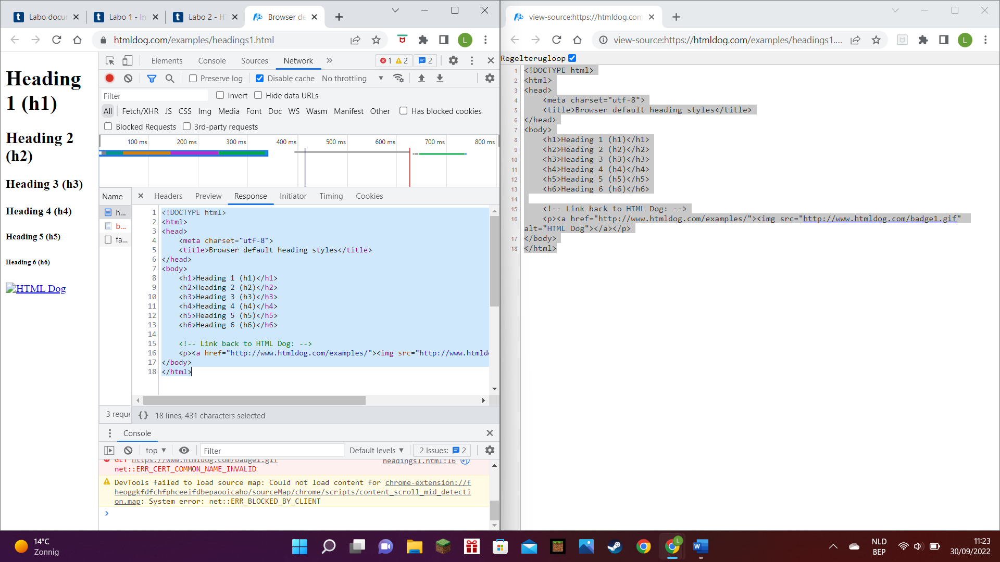 Labo docu
Labo 1 - In
Labo 2 - HT
Browser de
htmldog.com/examples/headings1.html
L
Heading
1 (h1)
Heading 2
(h2)
Heading 3 (h3)
Heading 4 (h4)
Heading 5 (h5)
Heading 6 (h6)
HTML Dog
Elements Console Sources Network » 1 2 2
Preserve log Disable cache No throttling
Filter Invert Hide data URLs
All Fetch/XHR JS CSS Img Media Font Doc WS Wasm Manifest Other Has blocked cookies
Blocked Requests 3rd-party requests
100 ms 200 ms 300 ms 400 ms 500 ms 600 ms 700 ms 800 ms
Name Headers Preview Response Initiator Timing Cookies
h...
b...
fa...
1 <!DOCTYPE html>
2 <html>
3 <head>
4 <meta charset="utf-8">
5 <title>Browser default heading styles</title>
6 </head>
7 <body>
8 <h1>Heading 1 (h1)</h1>
9 <h2>Heading 2 (h2)</h2>
10 <h3>Heading 3 (h3)</h3>
11 <h4>Heading 4 (h4)</h4>
12 <h5>Heading 5 (h5)</h5>
13 <h6>Heading 6 (h6)</h6>
14
15 <!-- Link back to HTML Dog: -->
16 <p><a href="http://www.htmldog.com/examples/"><img src="http://www.htmld
17 </body>
18 </html>
3 reque {} 18 lines, 431 characters selected
Console
top Filter Default levels 2 Issues: 2
GET https://www.htmldog.com/badge1.gif headings1.html:16
net::ERR_CERT_COMMON_NAME_INVALID
DevTools failed to load source map: Could not load content for chrome-extension://f
heoggkfdfchfphceeifdbepaooicaho/sourceMap/chrome/scripts/content_scroll_mid_detecti
on.map: System error: net::ERR_BLOCKED_BY_CLIENT
view-source:https://htmldog.com
view-source:https://htmldog.com/examples/headings1....
L
Regelterugloop
1 <!DOCTYPE html>
2 <html>
3 <head>
4 <meta charset="utf-8">
5 <title>Browser default heading styles</title>
6 </head>
7 <body>
8 <h1>Heading 1 (h1)</h1>
9 <h2>Heading 2 (h2)</h2>
10 <h3>Heading 3 (h3)</h3>
11 <h4>Heading 4 (h4)</h4>
12 <h5>Heading 5 (h5)</h5>
13 <h6>Heading 6 (h6)</h6>
14
15 <!-- Link back to HTML Dog: -->
16 <p><a href="http://www.htmldog.com/examples/"><img src="http://www.htmldog.com/badge1.gif"
alt="HTML Dog"></a></p>
17 </body>
18 </html>
14°C
Zonnig
L
W
NLD
BEP
11:23
30/09/2022